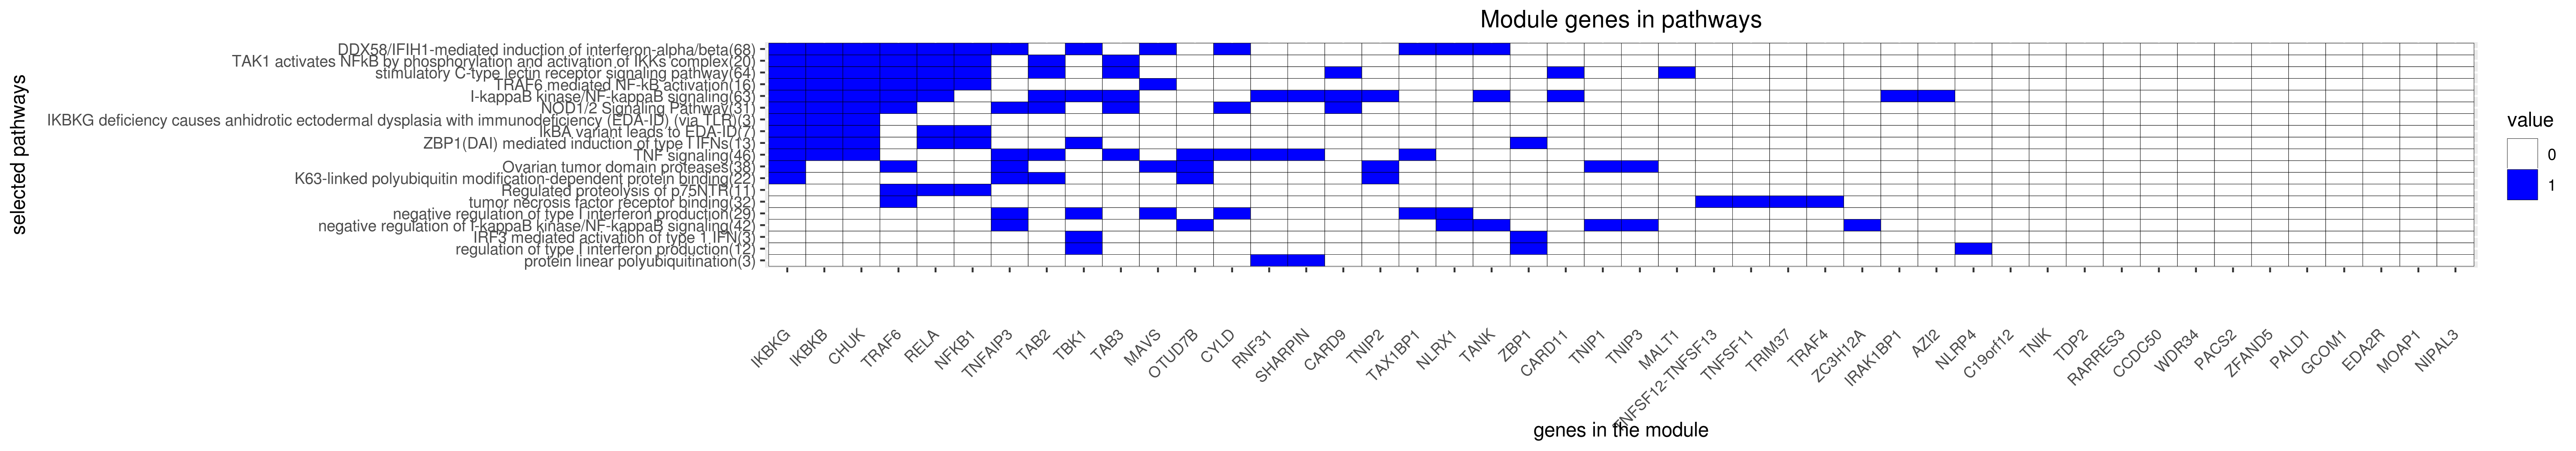 Module genes in pathways
selected pathways
DDX58/IFIH1-mediated induction of interferon-alpha/beta(68)
TAK1 activates NFkB by phosphorylation and activation of IKKs complex(20)
stimulatory C-type lectin receptor signaling pathway(64)
TRAF6 mediated NF-kB activation(16)
I-kappaB kinase/NF-kappaB signaling(63)
NOD1/2 Signaling Pathway(31)
IKBKG deficiency causes anhidrotic ectodermal dysplasia with immunodeficiency (EDA-ID) (via TLR)(3)
IkBA variant leads to EDA-ID(7)
ZBP1(DAI) mediated induction of type I IFNs(13)
TNF signaling(46)
Ovarian tumor domain proteases(38)
K63-linked polyubiquitin modification-dependent protein binding(22)
Regulated proteolysis of p75NTR(11)
tumor necrosis factor receptor binding(32)
negative regulation of type I interferon production(29)
negative regulation of I-kappaB kinase/NF-kappaB signaling(42)
IRF3 mediated activation of type 1 IFN(3)
regulation of type I interferon production(12)
protein linear polyubiquitination(3)
IKBKG
IKBKB
CHUK
TRAF6
RELA
NFKB1
TNFAIP3
TAB2
TBK1
TAB3
MAVS
OTUD7B
CYLD
RNF31
SHARPIN
CARD9
TNIP2
TAX1BP1
NLRX1
TANK
ZBP1
CARD11
TNIP1
TNIP3
MALT1
TNFSF12-TNFSF13
TNFSF11
TRIM37
TRAF4
ZC3H12A
IRAK1BP1
AZI2
NLRP4
C19orf12
TNIK
TDP2
RARRES3
CCDC50
WDR34
PACS2
ZFAND5
PALD1
GCOM1
EDA2R
MOAP1
NIPAL3
genes in the module
value
0
1